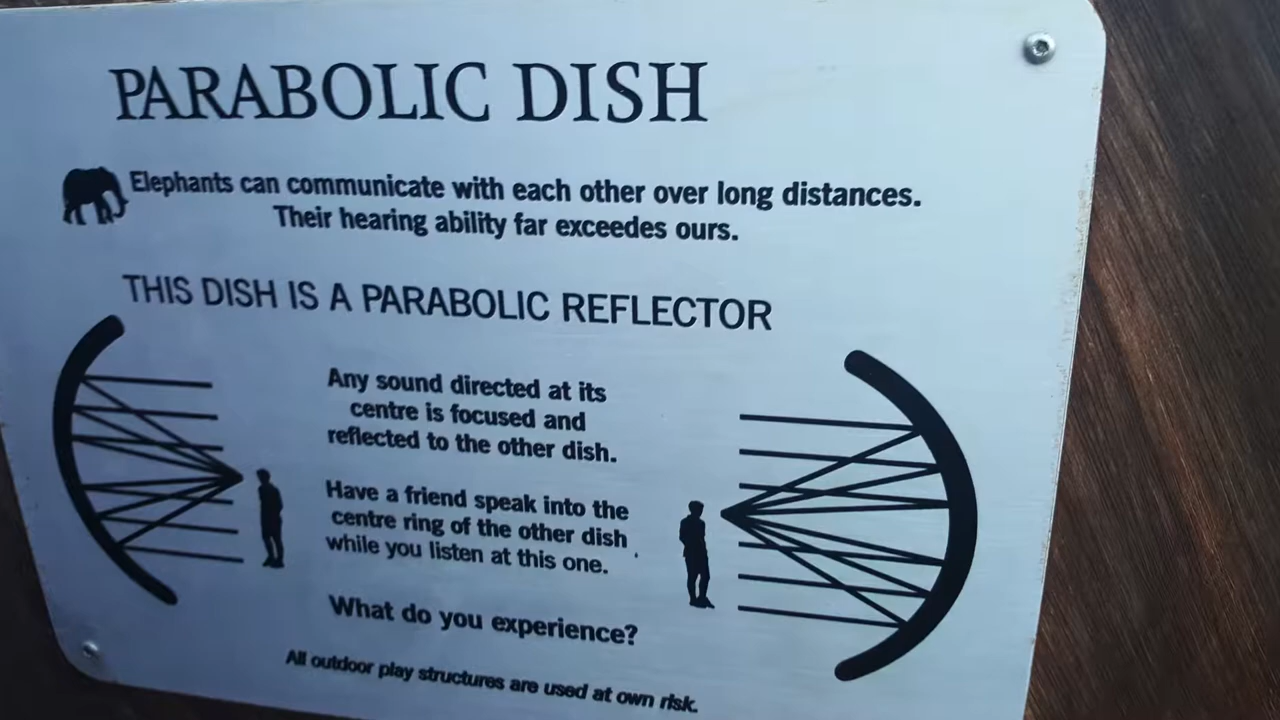 PARABOLIC DISH
Elephants can communicate with each other over long distances.
Their hearing ability far exceedes ours.
THIS DISH IS A PARABOLIC REFLECTOR
Any sound directed at its
centre is focused and
reflected to the other dish.
Have a friend speak into the
centre ring of the other dish
while you listen at this one.
What do you experience?
All outdoor play structures are used at own risk.